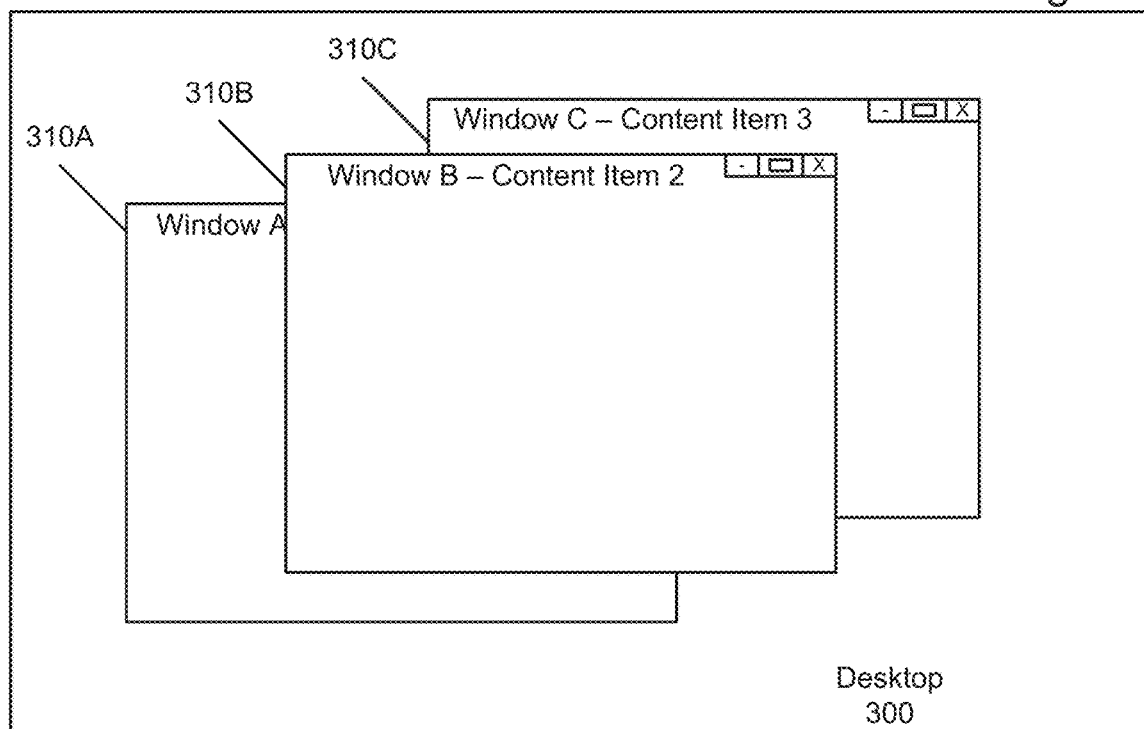 310C
310B
310A
Window C – Content Item 3
- X
Window B – Content Item 2
- X
Window A
Desktop
300